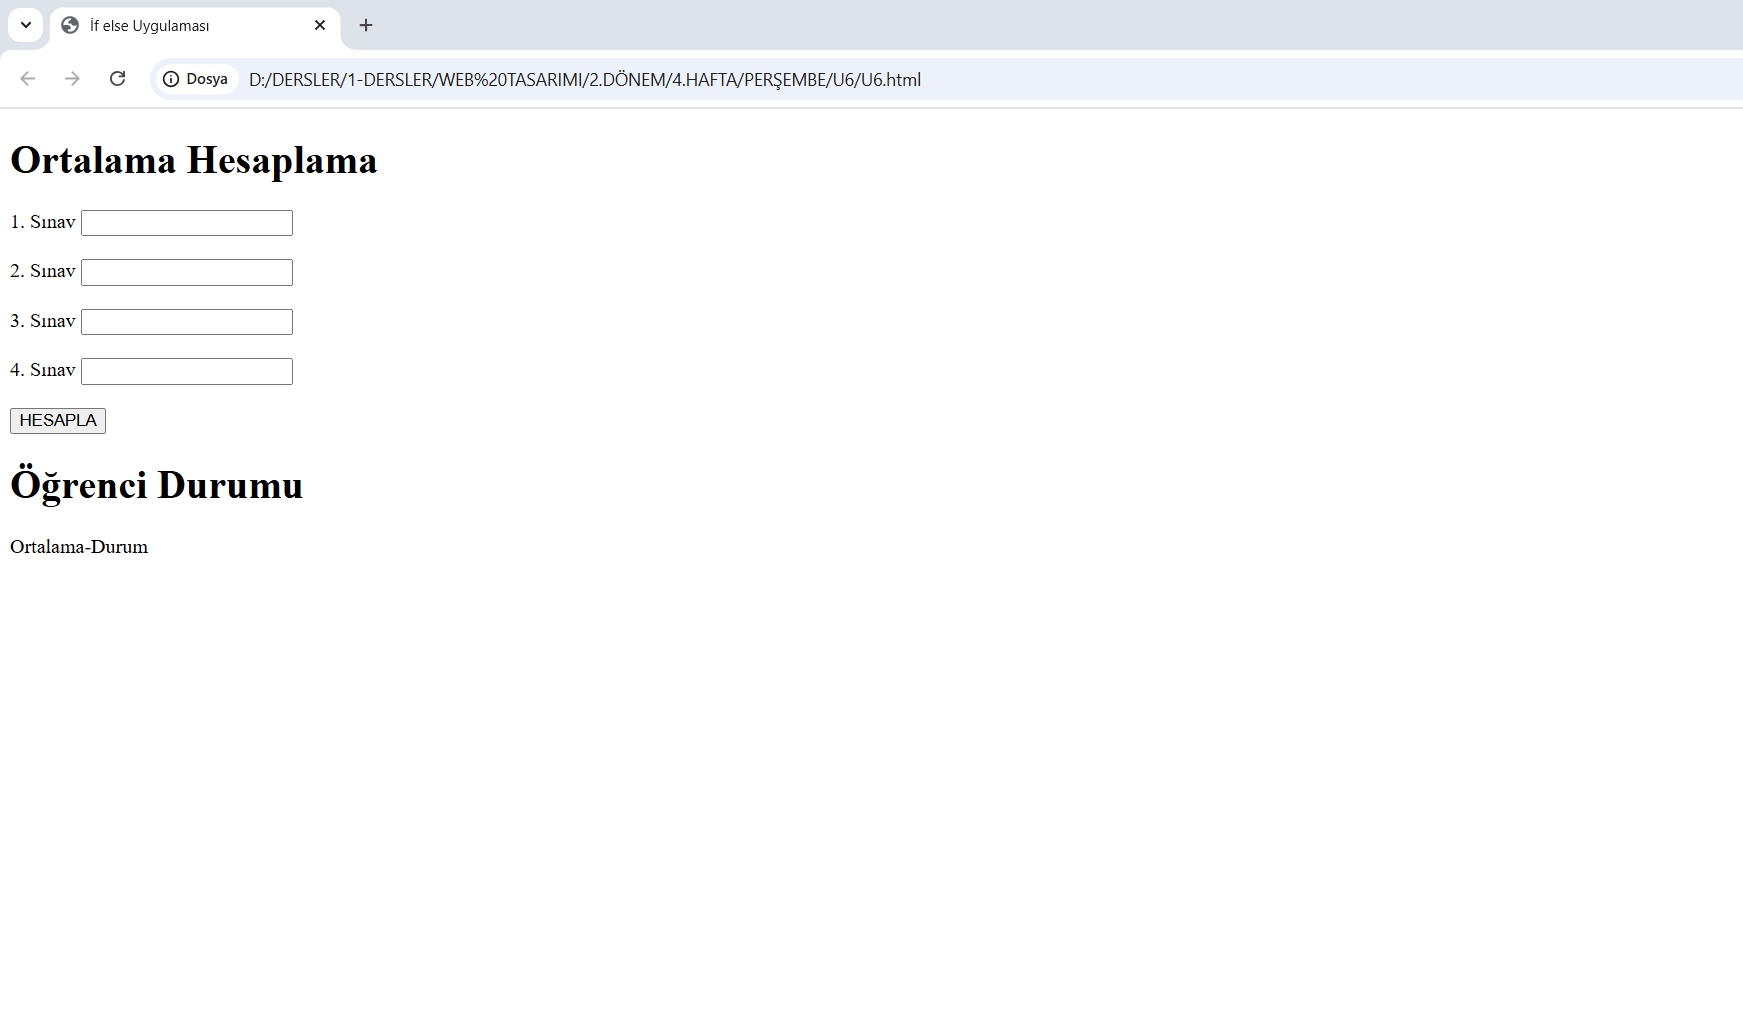 İf else Uygulaması
Dosya D:/DERSLER/1-DERSLER/WEB%20TASARIMI/2.DÖNEM/4.HAFTA/PERŞEMBE/U6/U6.html
Ortalama Hesaplama
1. Sınav
2. Sınav
3. Sınav
4. Sınav
HESAPLA
Öğrenci Durumu
Ortalama-Durum